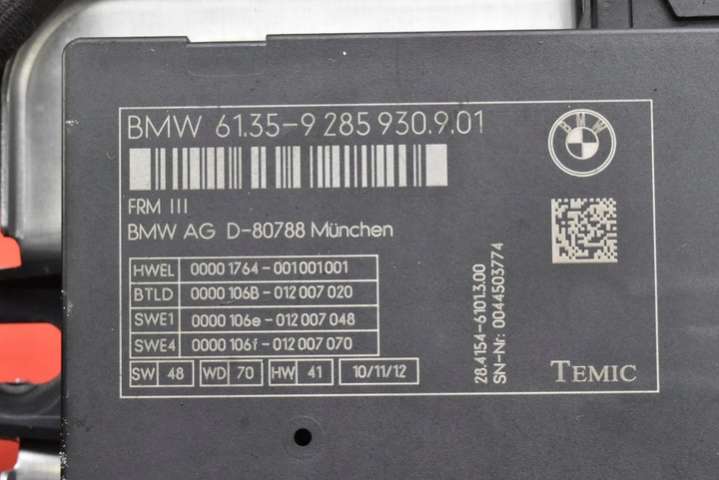 BMW 61.35-9 285 930.9.01
BMW
FRM III
BMW AG D-80788 München
HWEL 0000 1764-001 001 001
BTLD 0000 106B-012 007 020
SWE1 0000 106e-012 007 048
SWE4 0000 106f-012 007 070
SW 48 WD 70 HW 41 10/11/12
28.4154-61013.00
SN-Nr: 0044503774
TEMIC